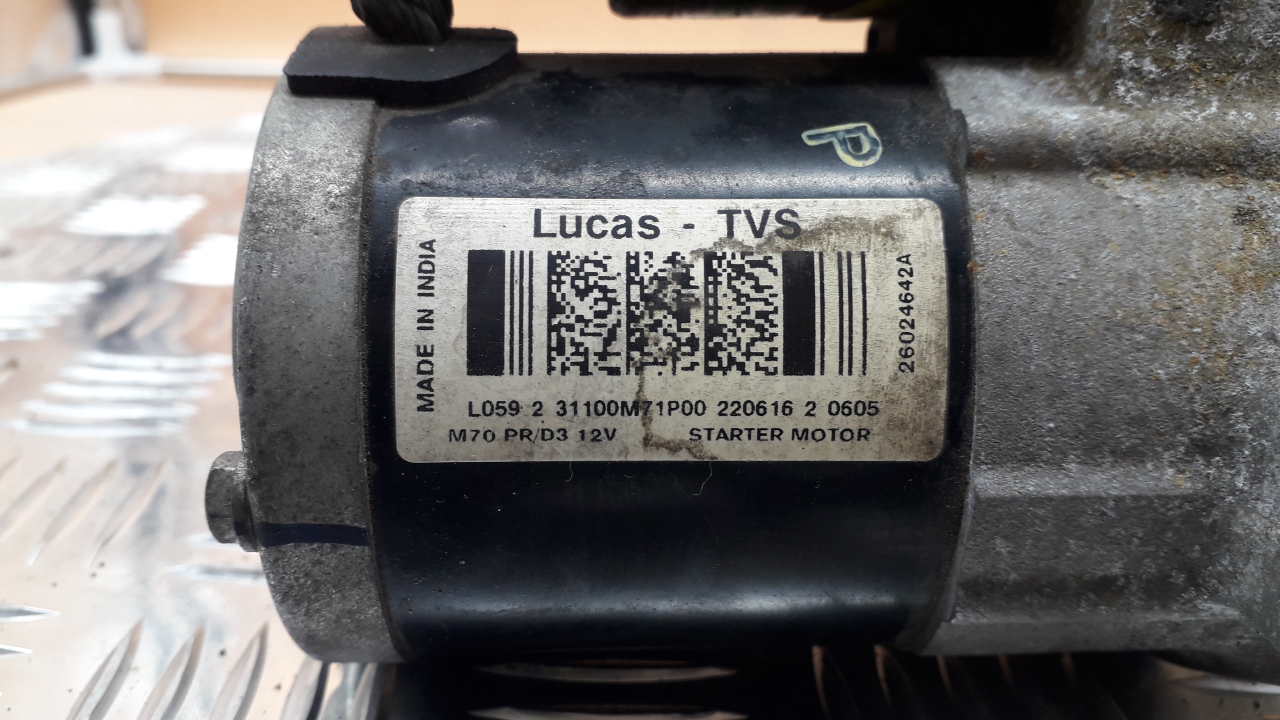 P
Lucas - TVS
MADE IN INDIA
26024642A
L059 2 31100M71P00 220616 2 0605
M70 PR/D3 12V STARTER MOTOR